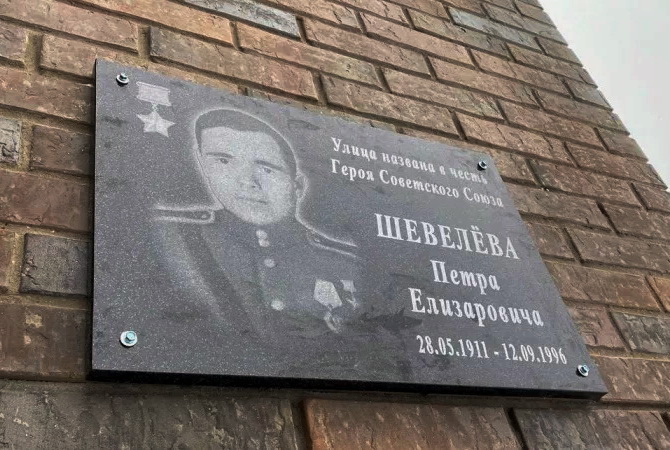 Улица названа в честь
Героя Советского Союза
ШЕВЕЛЁВА
Петра
Елизаровича
28.05.1911 - 12.09.1996